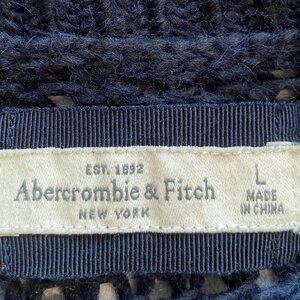 EST. 1892
Abercrombie & Fitch
NEW YORK
L
MADE
IN CHINA